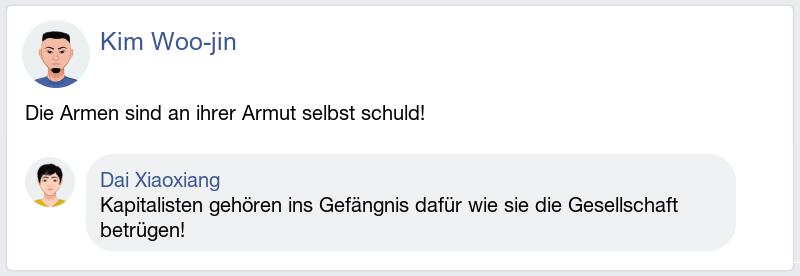 Kim Woo-jin
Die Armen sind an ihrer Armut selbst schuld!
Dai Xiaoxiang
Kapitalisten gehören ins Gefängnis dafür wie sie die Gesellschaft
betrügen!